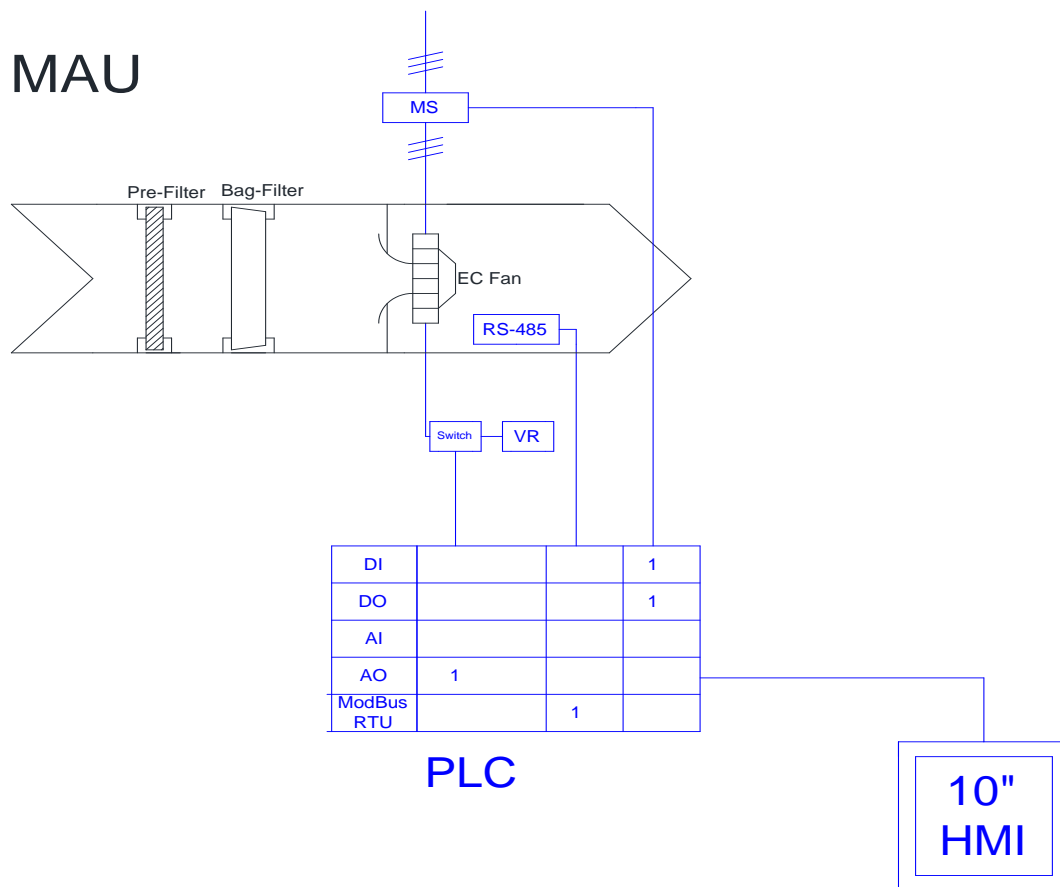 MAU
MS
Pre-Filter
Bag-Filter
EC Fan
RS-485
Switch
VR
DI 1
DO 1
AI
AO 1
ModBus
RTU 1
PLC
10"
HMI